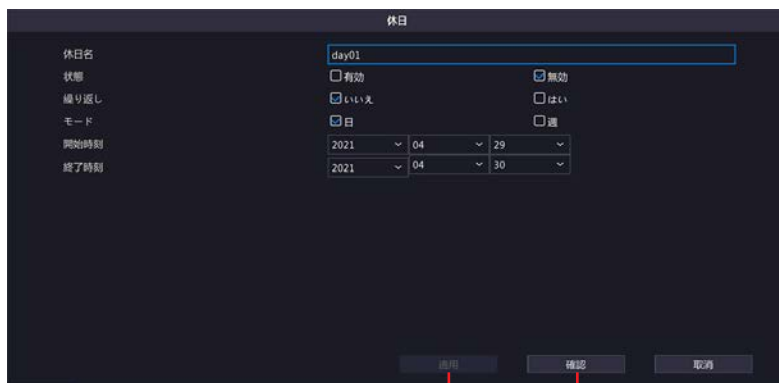 休日
休日名 day01
状態 有効 無効
繰り返し いいえ はい
モード 日 週
開始時刻 2021 04 29
終了時刻 2021 04 30
適用 確認 取消